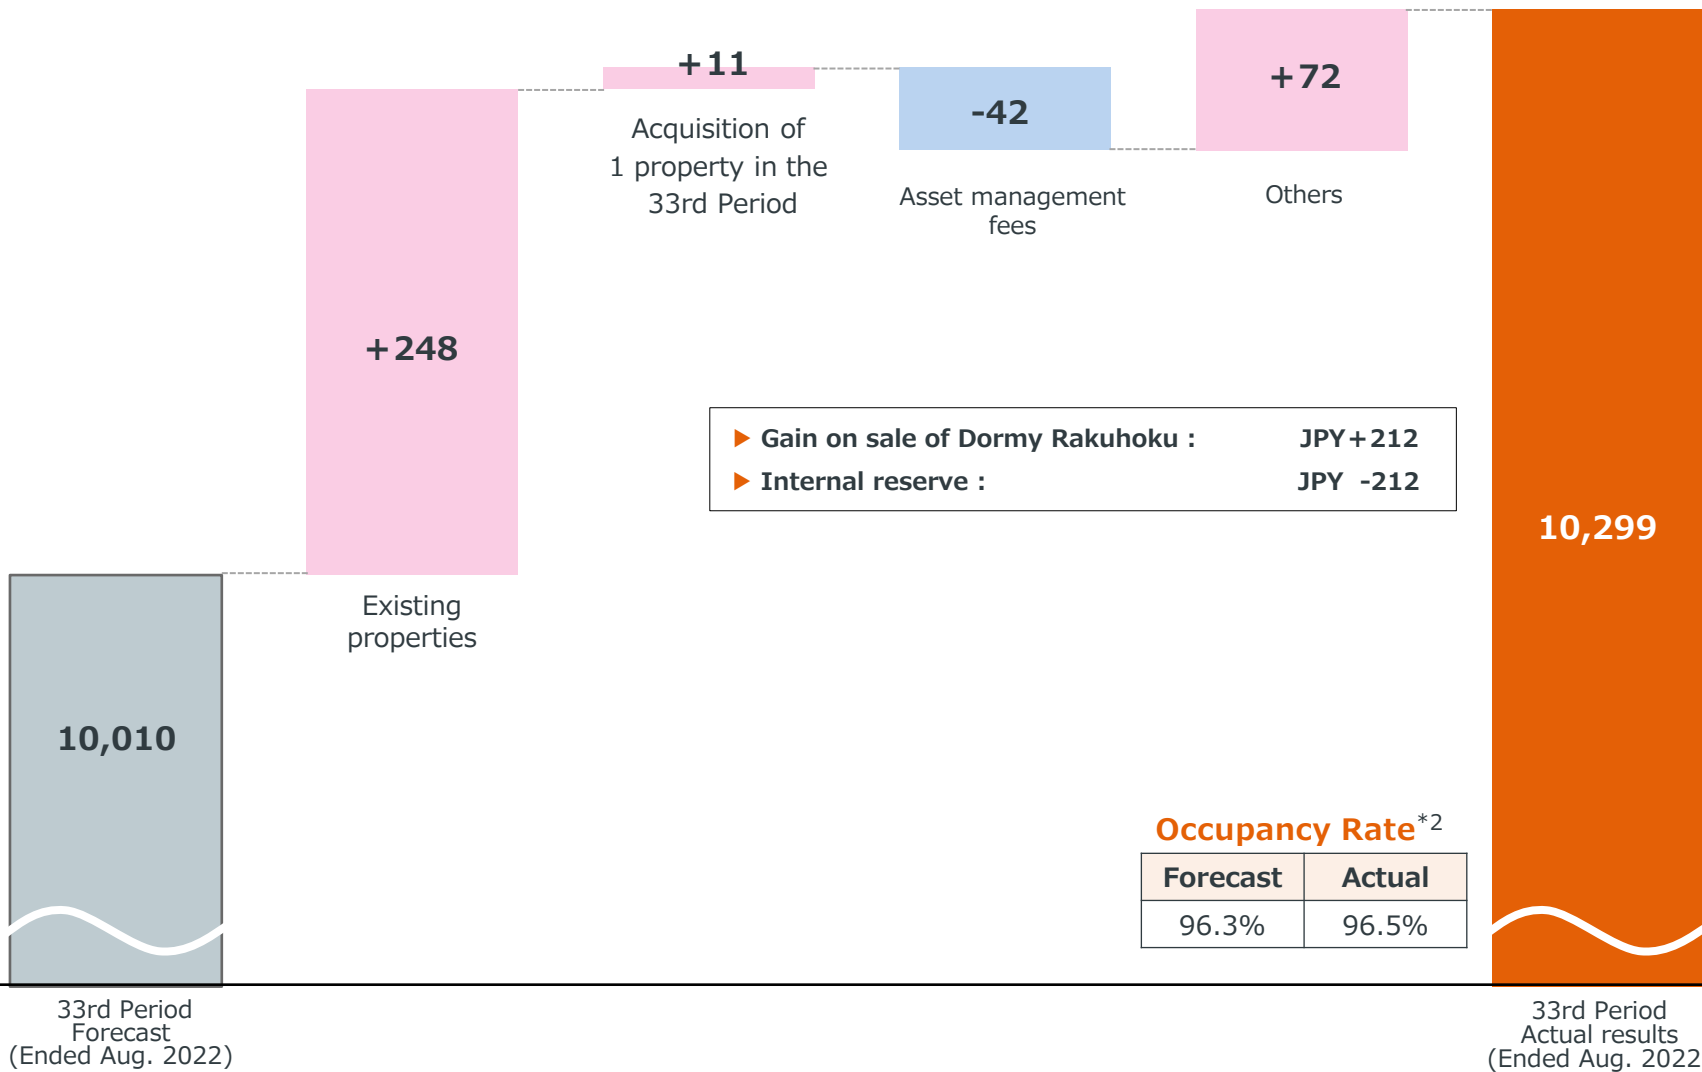 +11
Acquisition of
1 property in the
33rd Period
-42
Asset management
fees
+72
Others
+248
Existing
properties
▶ Gain on sale of Dormy Rakuhoku : JPY+212
▶ Internal reserve : JPY -212
10,299
10,010
Occupancy Rate*2
Forecast Actual
96.3% 96.5%
33rd Period
Forecast
(Ended Aug. 2022)
33rd Period
Actual results
(Ended Aug. 2022